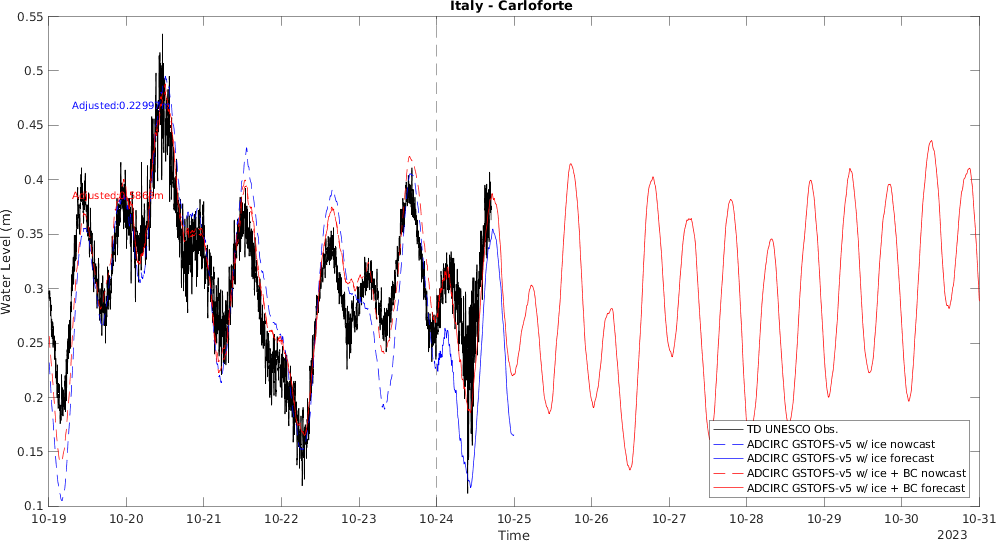 Italy - Carloforte
Water Level (m)
0.55
0.5
0.45
0.4
0.35
0.3
0.25
0.2
0.15
0.1
Adjusted:0.2299
TD UNESCO Obs.
ADCIRC GSTOFS-v5 w/ ice nowcast
ADCIRC GSTOFS-v5 w/ ice forecast
ADCIRC GSTOFS-v5 w/ ice + BC nowcast
ADCIRC GSTOFS-v5 w/ ice + BC forecast
10-19 10-20 10-21 10-22 10-23 10-24 10-25 10-26 10-27 10-28 10-29 10-30 10-31
Time
2023